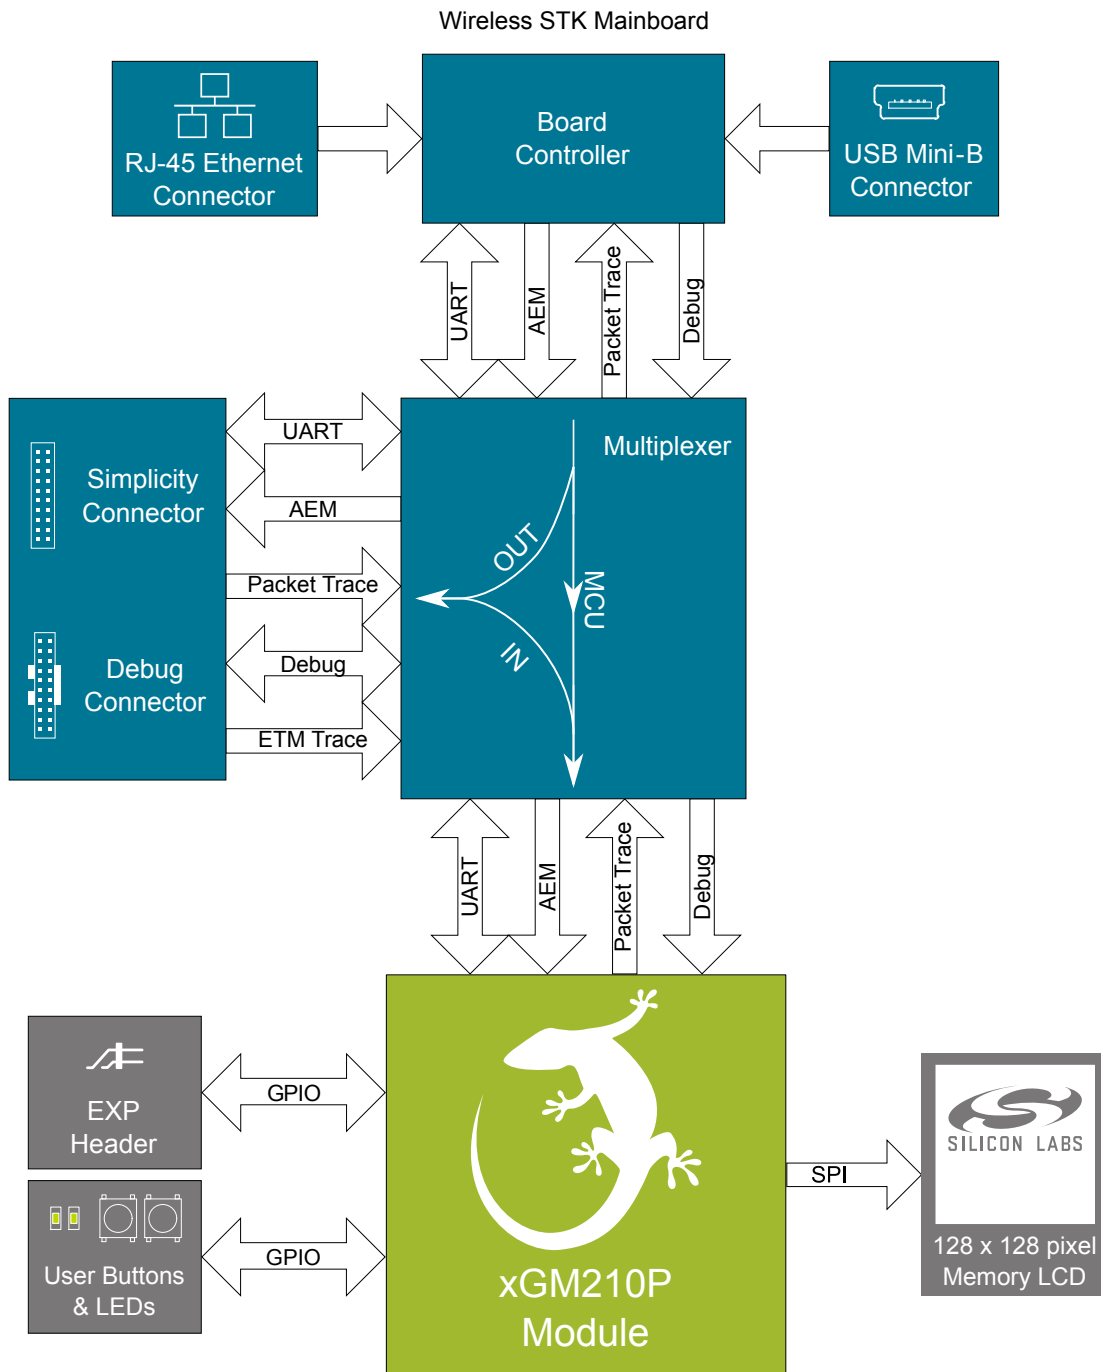 Wireless STK Mainboard
RJ-45 Ethernet
Connector
Board
Controller
USB Mini-B
Connector
UART
AEM
Packet Trace
Debug
Simplicity
Connector
Debug
Connector
UART
AEM
Packet Trace
Debug
ETM Trace
Multiplexer
OUT
MCU
IN
UART
AEM
Packet Trace
Debug
EXP
Header
GPIO
User Buttons
& LEDs
GPIO
xGM210P
Module
SPI
SILICON LABS
128 x 128 pixel
Memory LCD